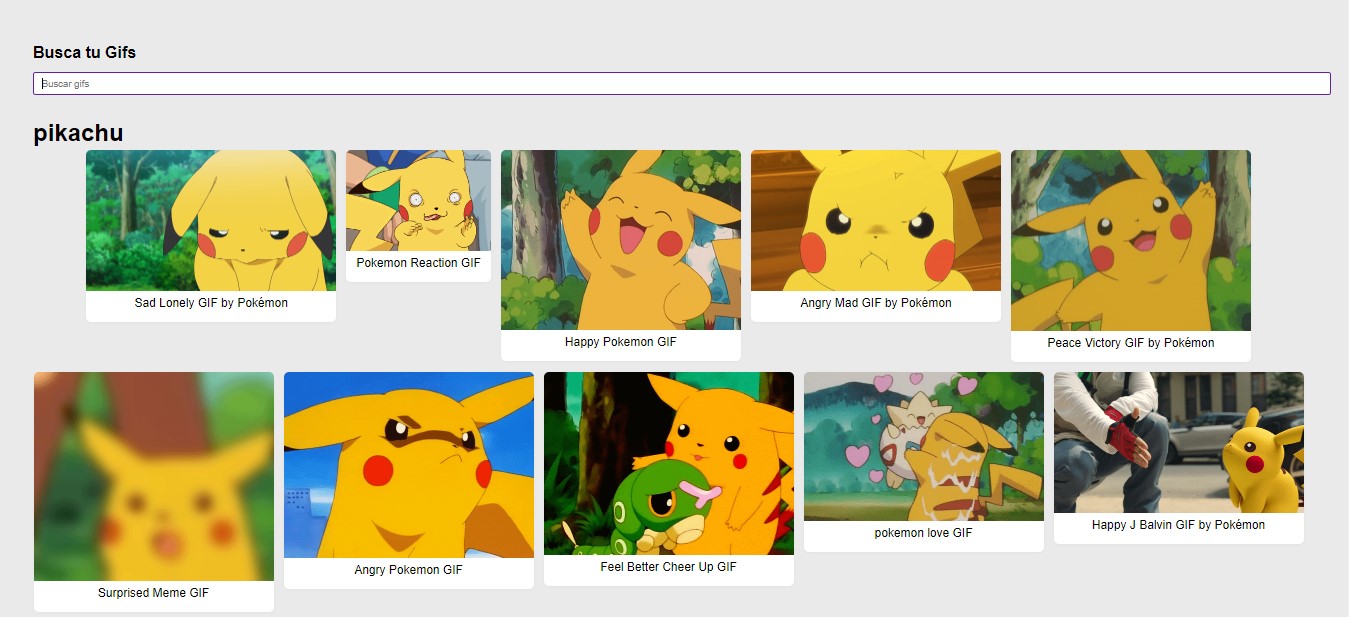 Busca tu Gifs
Buscar gifs
pikachu
Sad Lonely GIF by Pokémon
Pokemon Reaction GIF
Happy Pokemon GIF
Angry Mad GIF by Pokémon
Peace Victory GIF by Pokémon
Surprised Meme GIF
Angry Pokemon GIF
Feel Better Cheer Up GIF
pokemon love GIF
Happy J Balvin GIF by Pokémon